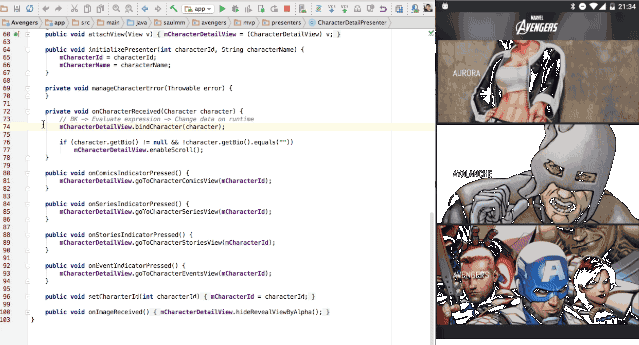 app
21:34
Avengers app src main java saulmm avengers mvp presenters CharacterDetailPresenter
60 public void attachView(View v) { mCharacterDetailView = (CharacterDetailView) v; }
63
64 public void initializePresenter(int characterId, String characterName) {
65 mCharacterId = characterId;
66 mCharacterName = characterName;
67 }
68
69 private void manageCharacterError(Throwable error) {
70 }
71
72 private void onCharacterReceived(Character character) {
73 // BK -> Evaluate expression -> Change data on runtime
74 mCharacterDetailView.bindCharacter(character);
75
76 if (character.getBio() != null && !character.getBio().equals(""))
77 mCharacterDetailView.enableScroll();
78 }
79
80 public void onComicsIndicatorPressed() {
81 mCharacterDetailView.goToCharacterComicsView(mCharacterId);
82 }
83
84 public void onSeriesIndicatorPressed() {
85 mCharacterDetailView.goToCharacterSeriesView(mCharacterId);
86 }
87
88 public void onStoriesIndicatorPressed() {
89 mCharacterDetailView.goToCharacterStoriesView(mCharacterId);
90 }
91
92 public void onEventIndicatorPressed() {
93 mCharacterDetailView.goToCharacterEventsView(mCharacterId);
94 }
95
96 public void setCharacterId(int characterId) { mCharacterId = characterId; }
99
100 public void onImageReceived() { mCharacterDetailView.hideRevealViewByAlpha(); }
103 }
MARVEL
AVENGERS
AURORA
AVALANCHE
AVENGERS